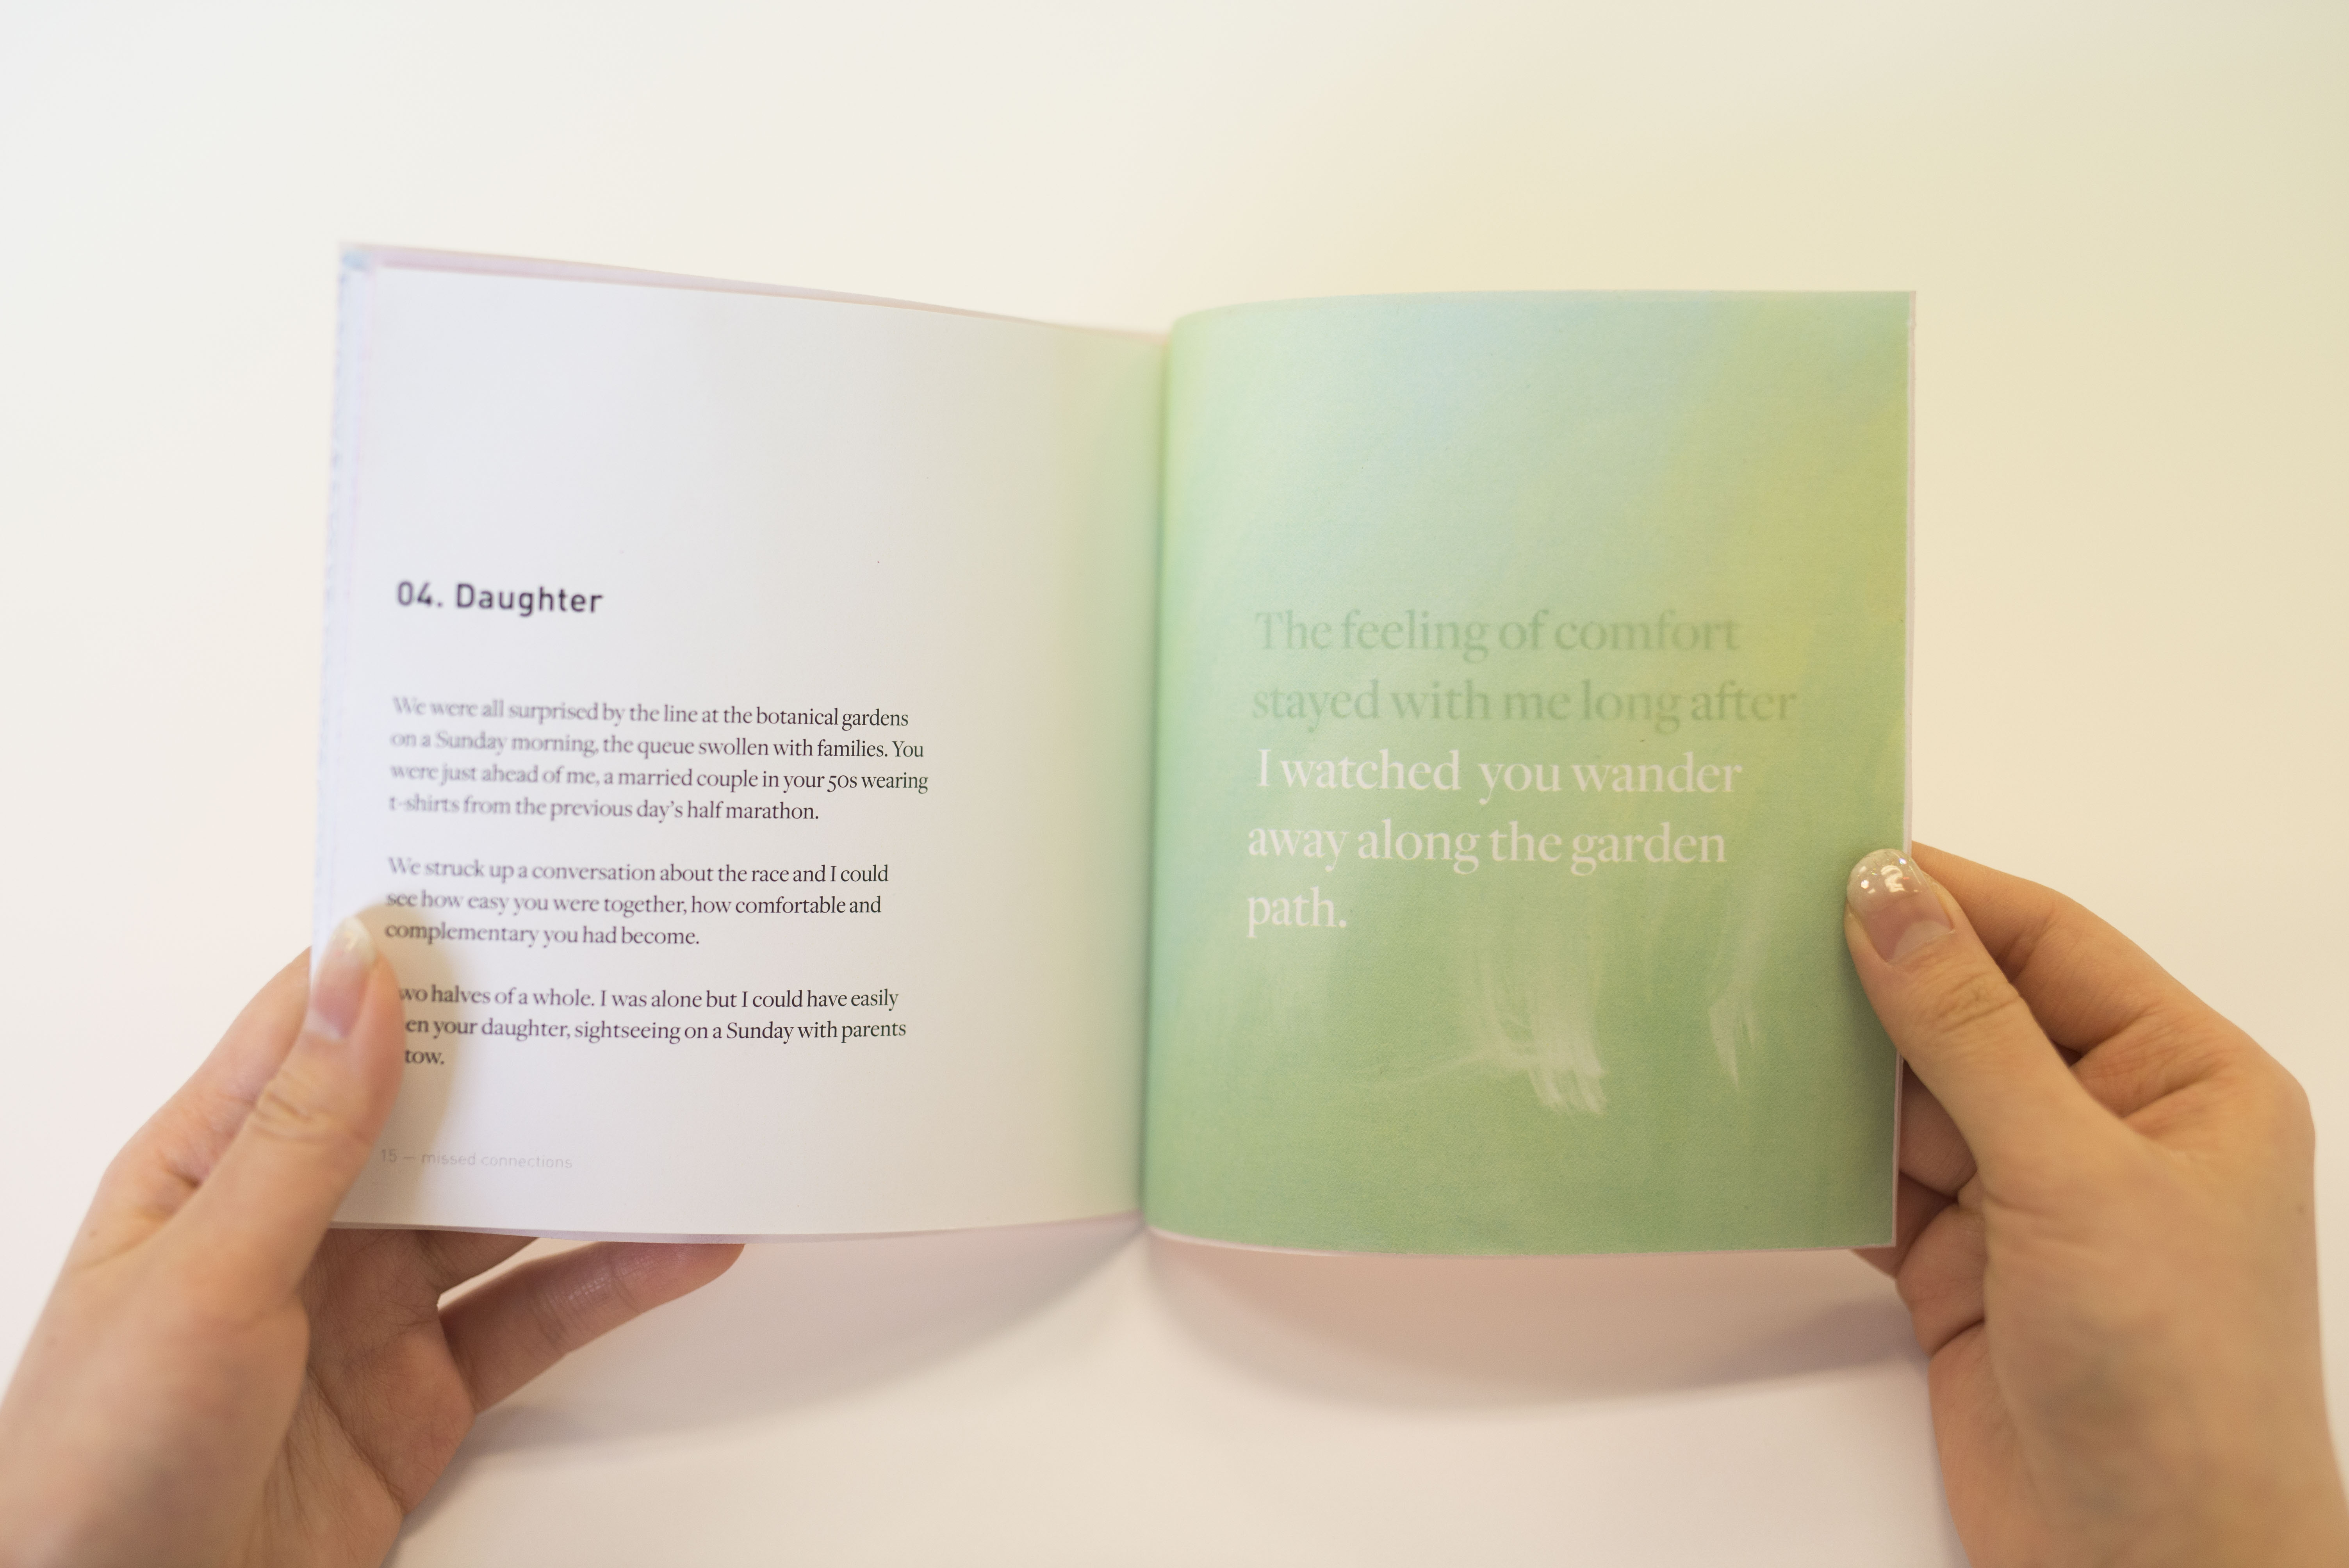 04. Daughter
We were all surprised by the line at the botanical gardens
on a Sunday morning, the queue swollen with families. You
were just ahead of me, a married couple in your 50s wearing
t-shirts from the previous day's half marathon.
We struck up a conversation about the race and I could
see how easy you were together, how comfortable and
complementary you had become.
wo halves of a whole. I was alone but I could have easily
en your daughter, sightseeing on a Sunday with parents
tow.
15 — missed connections
The feeling of comfort
stayed with me long after
I watched you wander
away along the garden
path.